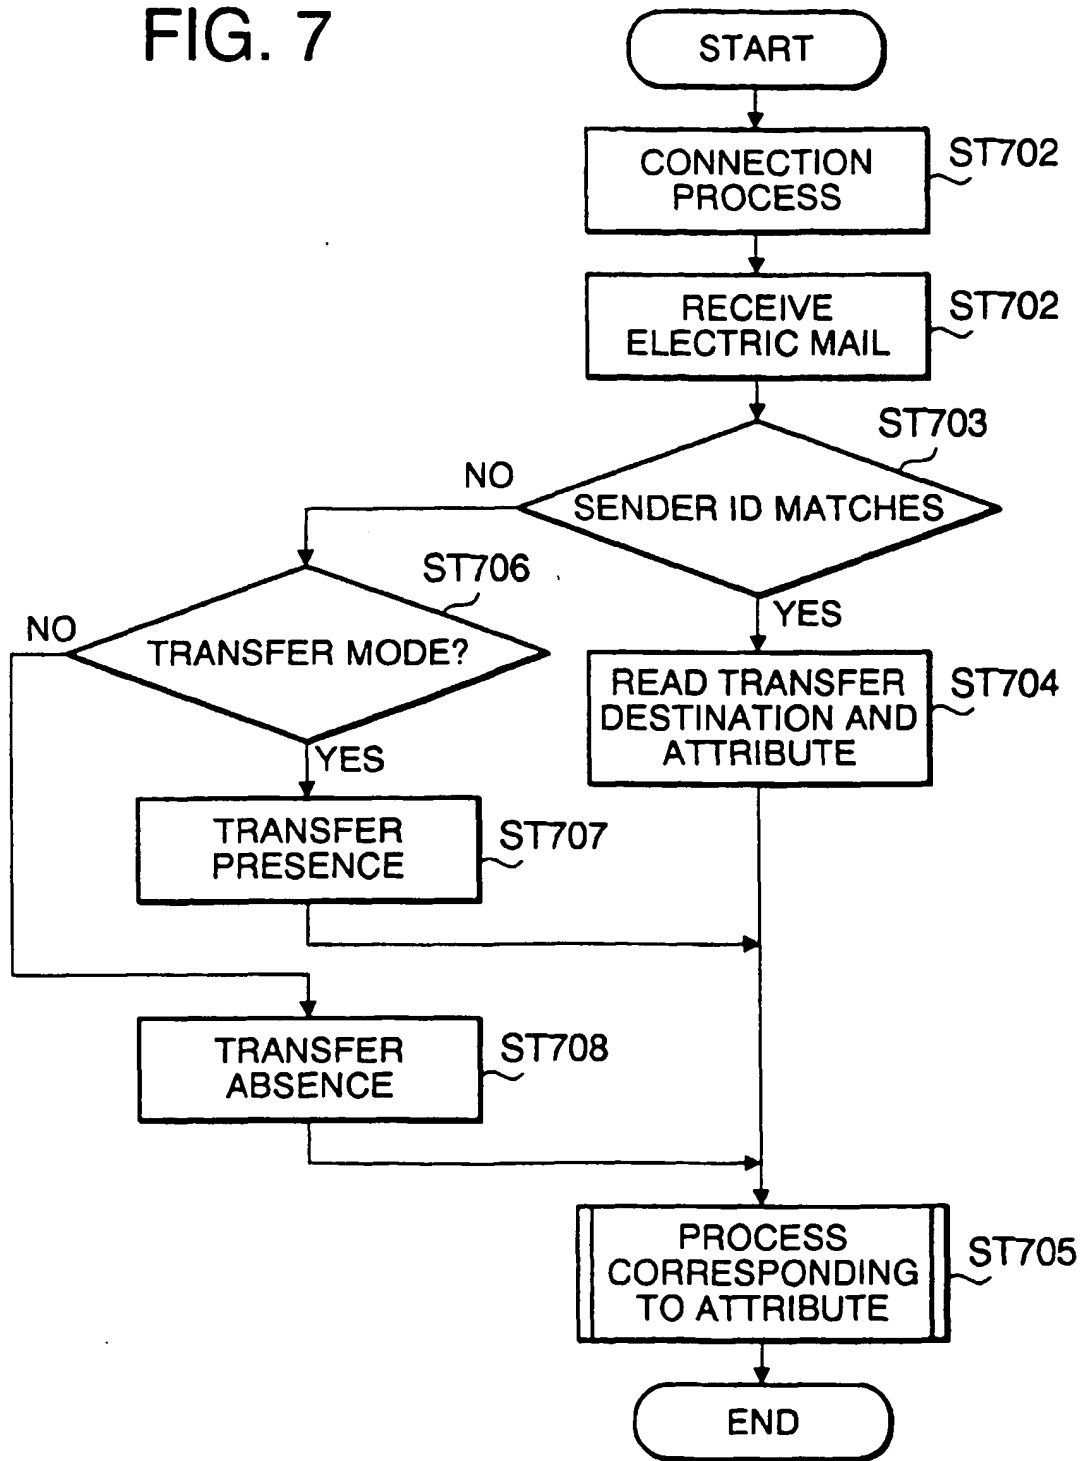 FIG. 7
START
CONNECTION
PROCESS
ST702
RECEIVE
ELECTRIC MAIL
ST702
ST703
SENDER ID MATCHES
NO
YES
ST706
TRANSFER MODE?
NO
YES
READ TRANSFER
DESTINATION AND
ATTRIBUTE
ST704
TRANSFER
PRESENCE
ST707
TRANSFER
ABSENCE
ST708
PROCESS
CORRESPONDING
TO ATTRIBUTE
ST705
END